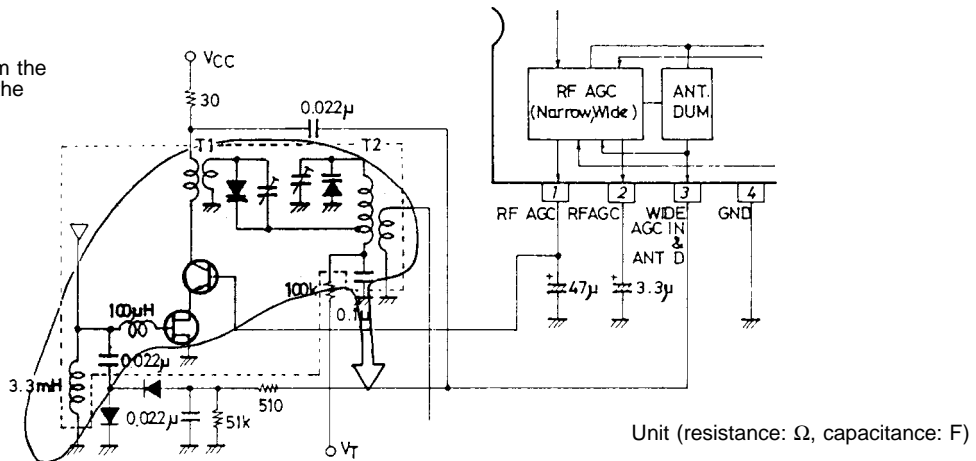 m the
he
VCC
30
0.022μ
T1
T2
RF AGC
(Narrow,Wide)
ANT.
DUM.
1
2
3
4
RF AGC
RFAGC
WIDE
AGC IN
&
ANT D
GND
47μ
3.3μ
100k
0.1μ
100μH
0.022μ
3.3mH
0.022μ
51k
510
VT
Unit (resistance: Ω, capacitance: F)